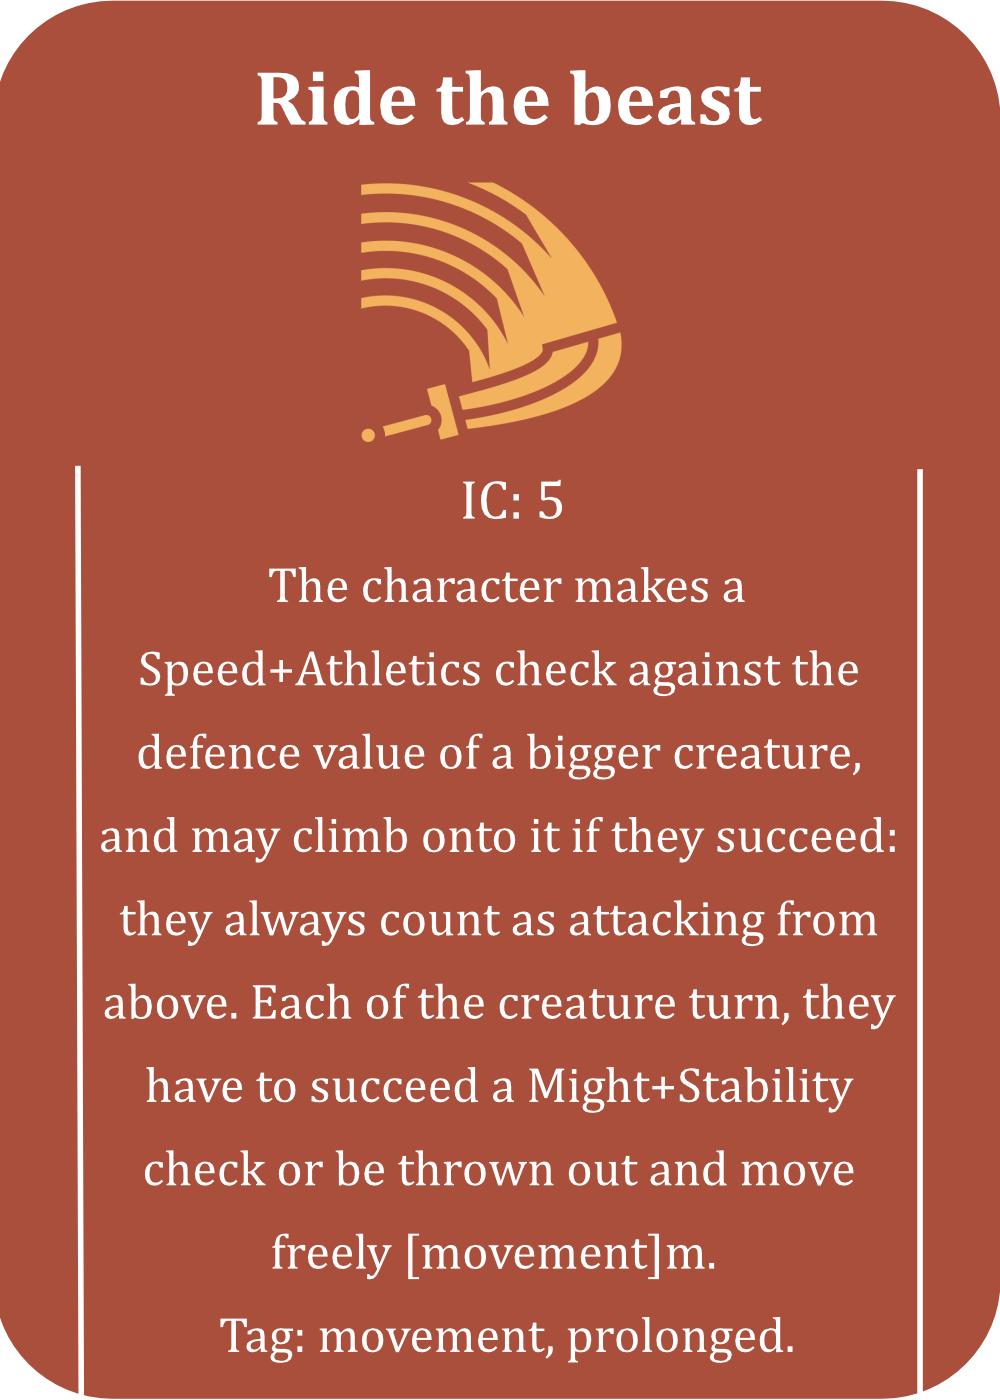 Ride the beast
IC: 5
The character makes a
Speed+Athletics check against the
defence value of a bigger creature,
and may climb onto it if they succeed:
they always count as attacking from
above. Each of the creature turn, they
have to succeed a Might+Stability
check or be thrown out and move
freely [movement]m.
Tag: movement, prolonged.